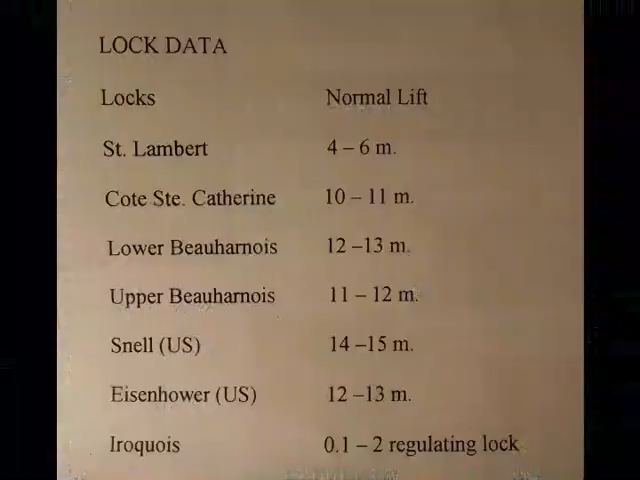 LOCK DATA
Locks Normal Lift
St. Lambert 4 – 6 m.
Cote Ste. Catherine 10 – 11 m.
Lower Beauharnois 12 –13 m.
Upper Beauharnois 11 – 12 m.
Snell (US) 14 –15 m.
Eisenhower (US) 12 –13 m.
Iroquois 0.1 – 2 regulating lock